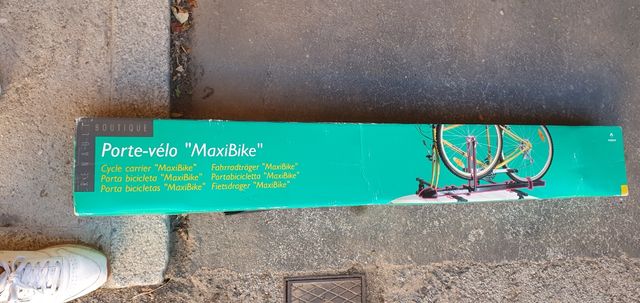 BOUTIQUE
Porte-vélo "MaxiBike"
Cycle carrier "MaxiBike" Fahrradträger "MaxiBike"
Porta bicicleta "MaxiBike" Portabicicletta "MaxiBike"
Porta bicicletas "MaxiBike" Fietsdrager "MaxiBike"